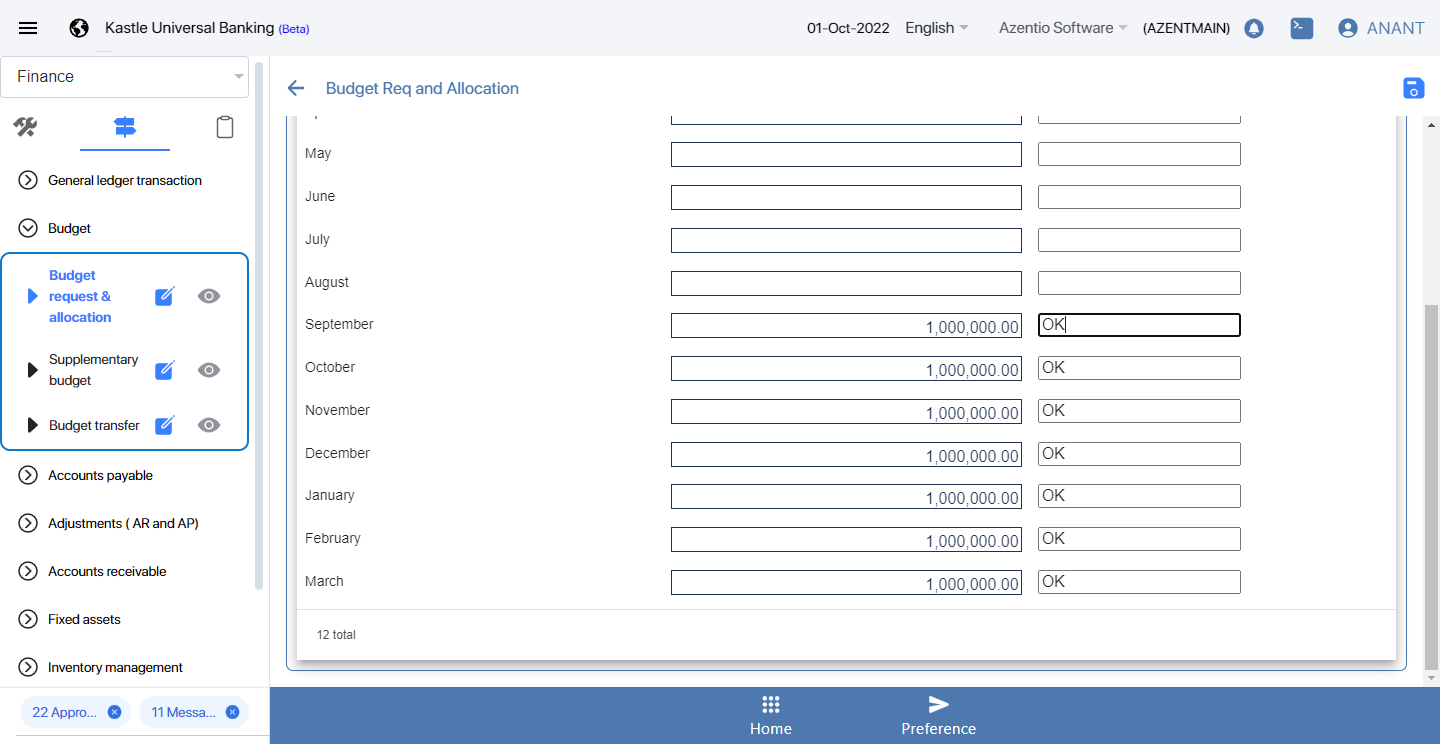 Kastle Universal Banking (Beta)
01-Oct-2022 English Azentio Software (AZENTMAIN) ANANT
Finance
Budget Req and Allocation
General ledger transaction
Budget
Budget
request &
allocation
Supplementary
budget
Budget transfer
Accounts payable
Adjustments ( AR and AP)
Accounts receivable
Fixed assets
Inventory management
22 Appro...
11 Messa...
May
June
July
August
September 1,000,000.00 OK
October 1,000,000.00 OK
November 1,000,000.00 OK
December 1,000,000.00 OK
January 1,000,000.00 OK
February 1,000,000.00 OK
March 1,000,000.00 OK
12 total
Home
Preference